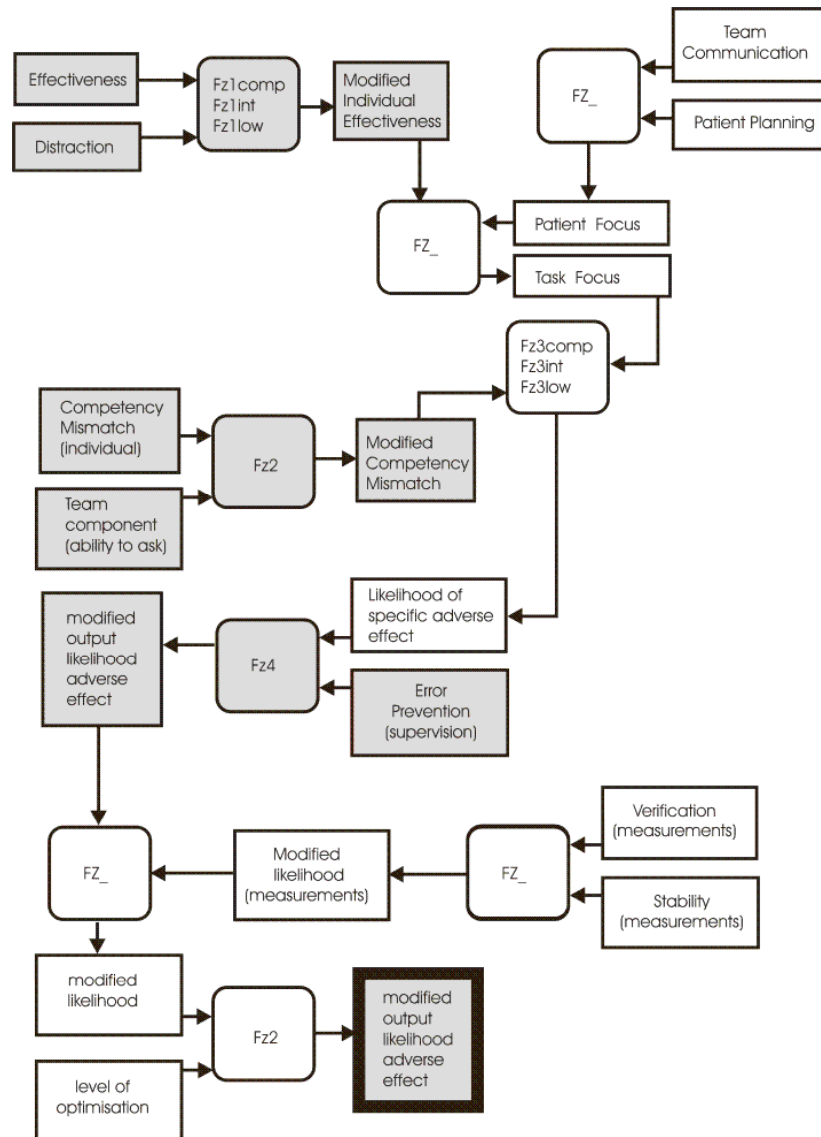 Effectiveness
Distraction
Fz1comp
Fz1int
Fz1low
Modified
Individual
Effectiveness
Team
Communication
FZ_
Patient Planning
FZ_
Patient Focus
Task Focus
Fz3comp
Fz3int
Fz3low
Competency
Mismatch
(individual)
Fz2
Modified
Competency
Mismatch
Team
component
(ability to ask)
modified
output
likelihood
adverse
effect
Fz4
Likelihood of
specific adverse
effect
Error
Prevention
(supervision)
FZ_
Modified
likelihood
(measurements)
FZ_
Verification
(measurements)
Stability
(measurements)
modified
likelihood
Fz2
modified
output
likelihood
adverse
effect
level of
optimisation